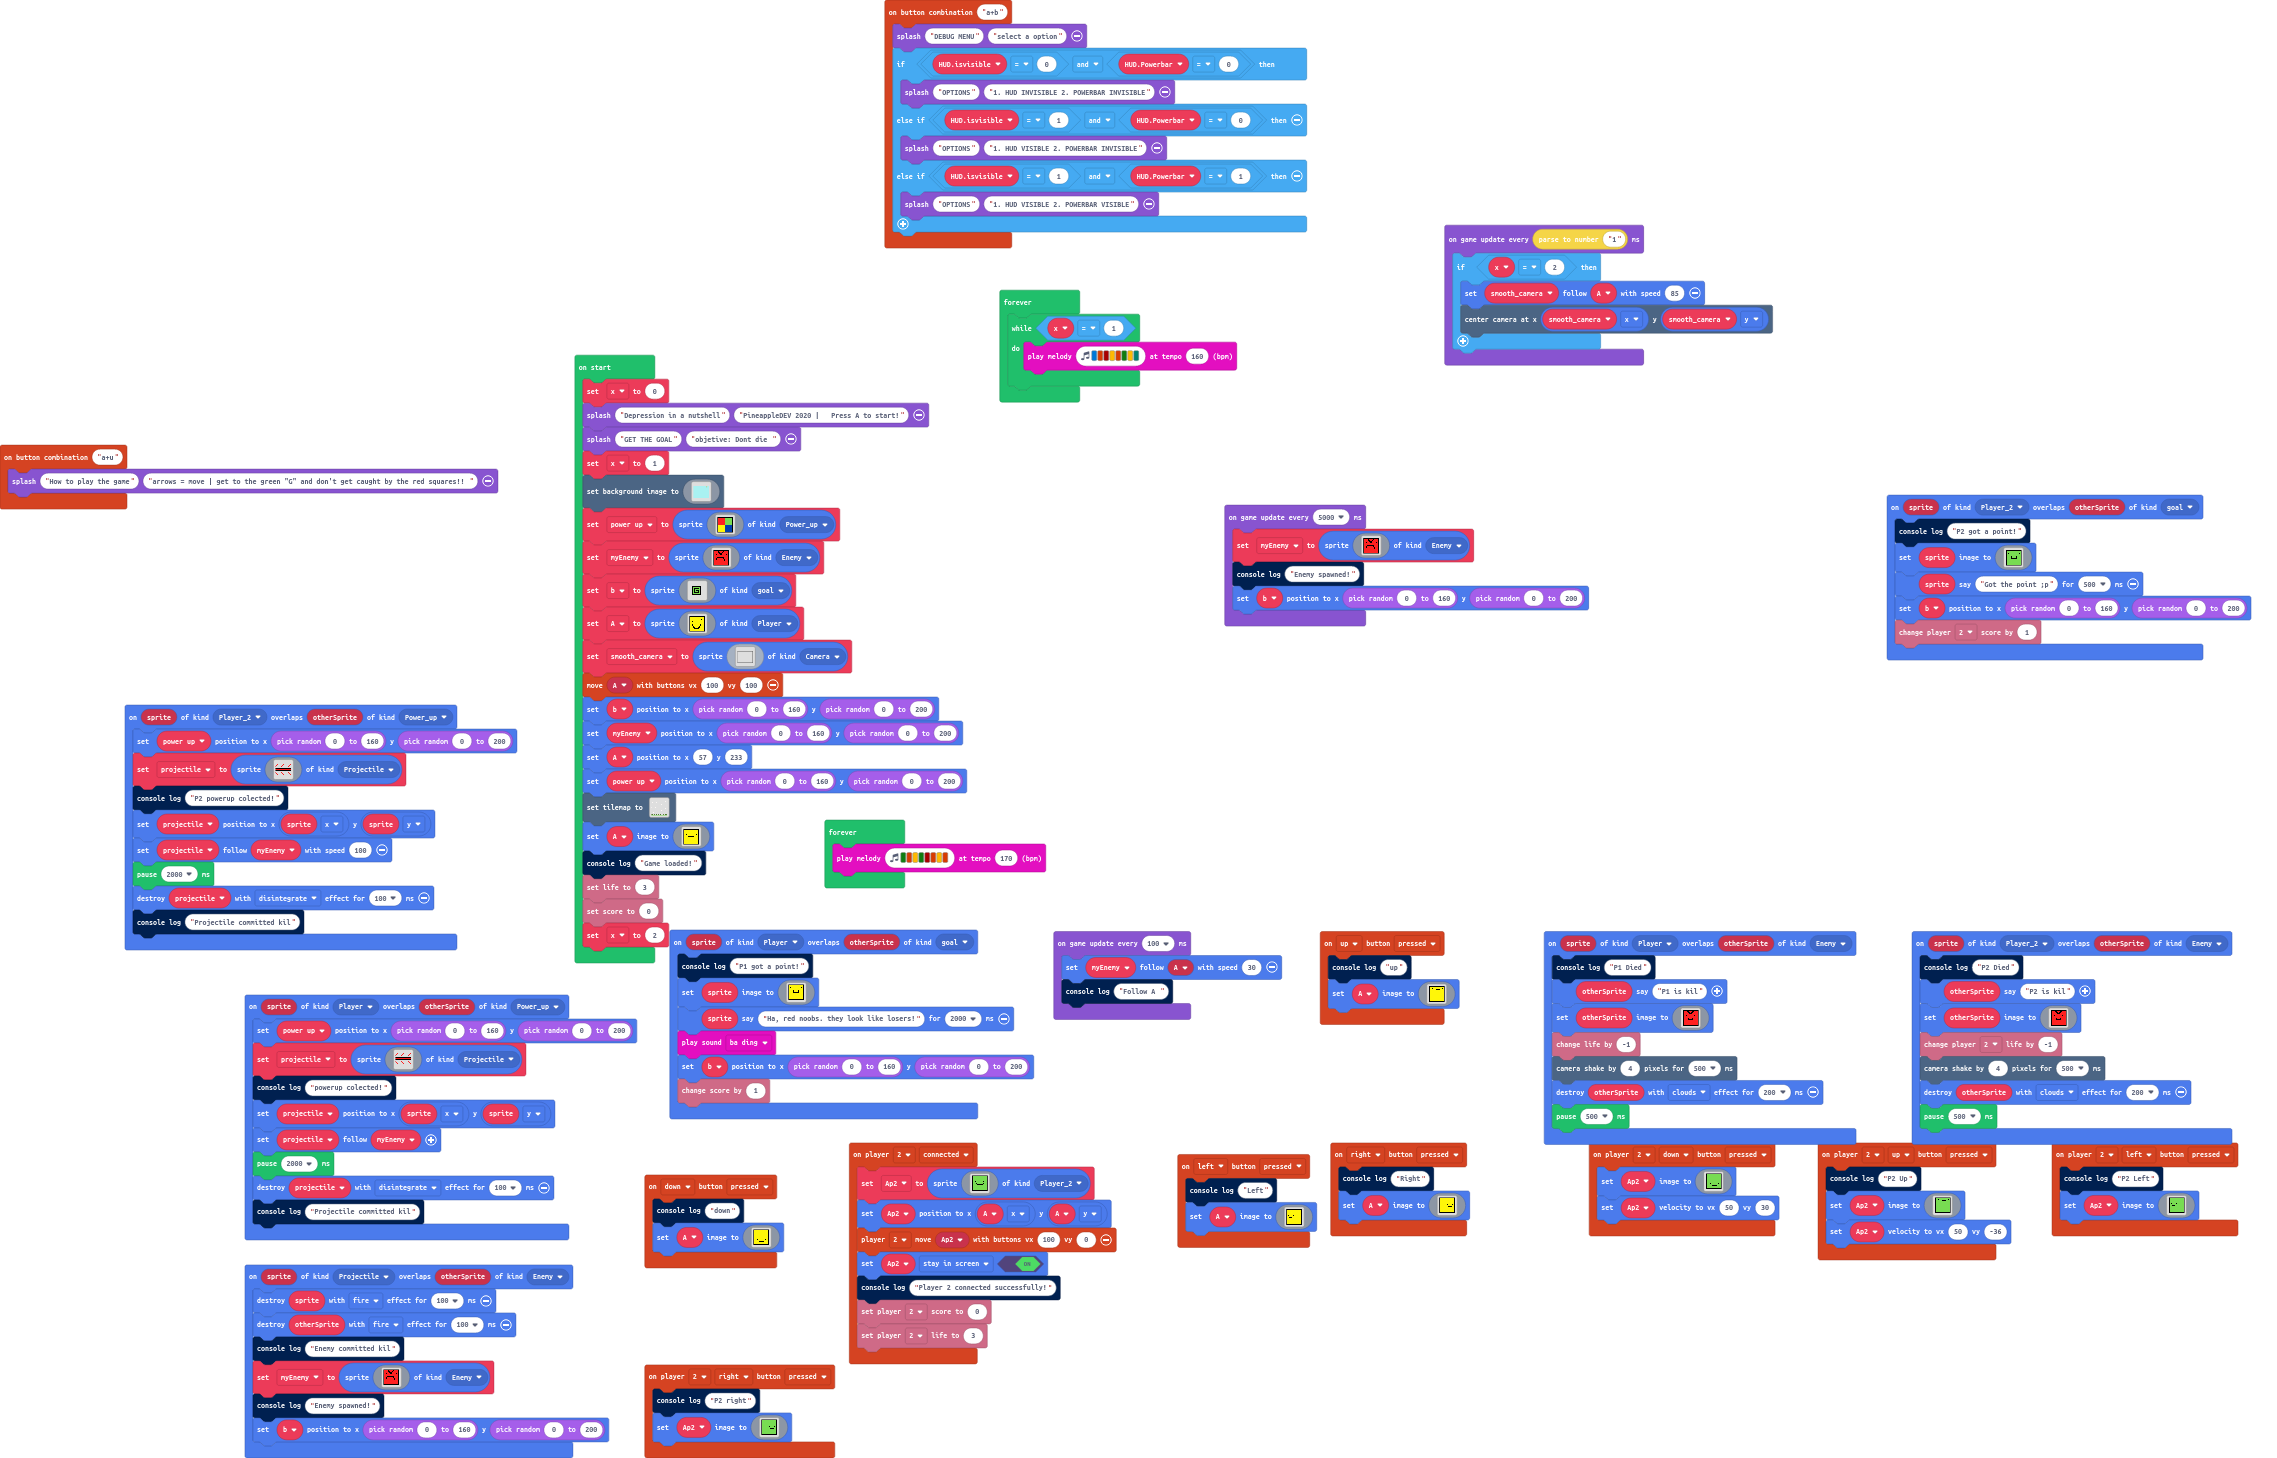 on button combination "a+b"
splash "DEBUG MENU" "select a option"
if HUD.isvisible = 0 and HUD.Powerbar = 0 then
splash "OPTIONS" "1. HUD INVISIBLE 2. POWERBAR INVISIBLE"
else if HUD.isvisible = 1 and HUD.Powerbar = 0 then
splash "OPTIONS" "1. HUD VISIBLE 2. POWERBAR INVISIBLE"
else if HUD.isvisible = 1 and HUD.Powerbar = 1 then
splash "OPTIONS" "1. HUD VISIBLE 2. POWERBAR VISIBLE"
on game update every parse to number "1" ms
if x = 2 then
set smooth_camera follow A with speed 85
center camera at x smooth_camera x y smooth_camera y
forever
while x = 1
do play melody at tempo 160 (bpm)
on button combination "a+u"
splash "How to play the game" "arrows = move | get to the green "G" and don't get caught by the red squares!! "
on start
set x to 0
splash "Depression in a nutshell" "PineappleDEV 2020 | Press A to start!"
splash "GET THE GOAL" "objetive: Dont die "
set x to 1
set background image to
set power up to sprite of kind Power_up
set myEnemy to sprite of kind Enemy
set b to sprite of kind goal
set A to sprite of kind Player
set smooth_camera to sprite of kind Camera
move A with buttons vx 100 vy 100
set b position to x pick random 0 to 160 y pick random 0 to 200
set myEnemy position to x pick random 0 to 160 y pick random 0 to 200
set A position to x 57 y 233
set power up position to x pick random 0 to 160 y pick random 0 to 200
set tilemap to
set A image to
console log "Game loaded!"
set life to 3
set score to 0
set x to 2
on game update every 5000 ms
set myEnemy to sprite of kind Enemy
console log "Enemy spawned!"
set b position to x pick random 0 to 160 y pick random 0 to 200
on sprite of kind Player_2 overlaps otherSprite of kind goal
console log "P2 got a point!"
set sprite image to
sprite say "Got the point ;p" for 500 ms
set b position to x pick random 0 to 160 y pick random 0 to 200
change player 2 score by 1
on sprite of kind Player_2 overlaps otherSprite of kind Power_up
set power up position to x pick random 0 to 160 y pick random 0 to 200
set projectile to sprite of kind Projectile
console log "P2 powerup colected!"
set projectile position to x sprite x y sprite y
set projectile follow myEnemy with speed 100
pause 2000 ms
destroy projectile with disintegrate effect for 100 ms
console log "Projectile committed kil"
forever
play melody at tempo 170 (bpm)
on sprite of kind Player overlaps otherSprite of kind goal
console log "P1 got a point!"
set sprite image to
sprite say "Ha, red noobs. they look like losers!" for 2000 ms
play sound ba ding
set b position to x pick random 0 to 160 y pick random 0 to 200
change score by 1
on game update every 100 ms
set myEnemy follow A with speed 30
console log "Follow A "
on up button pressed
console log "up"
set A image to
on sprite of kind Player overlaps otherSprite of kind Enemy
console log "P1 Died"
otherSprite say "P1 is kil"
set otherSprite image to
change life by -1
camera shake by 4 pixels for 500 ms
destroy otherSprite with clouds effect for 200 ms
pause 500 ms
on sprite of kind Player_2 overlaps otherSprite of kind Enemy
console log "P2 Died"
otherSprite say "P2 is kil"
set otherSprite image to
change player 2 life by -1
camera shake by 4 pixels for 500 ms
destroy otherSprite with clouds effect for 200 ms
pause 500 ms
on sprite of kind Player overlaps otherSprite of kind Power_up
set power up position to x pick random 0 to 160 y pick random 0 to 200
set projectile to sprite of kind Projectile
console log "powerup colected!"
set projectile position to x sprite x y sprite y
set projectile follow myEnemy
pause 2000 ms
destroy projectile with disintegrate effect for 100 ms
console log "Projectile committed kil"
on down button pressed
console log "down"
set A image to
on player 2 connected
set Ap2 to sprite of kind Player_2
set Ap2 position to x A x y A y
player 2 move Ap2 with buttons vx 100 vy 0
set Ap2 stay in screen ON
console log "Player 2 connected successfully!"
set player 2 score to 0
set player 2 life to 3
on left button pressed
console log "Left"
set A image to
on right button pressed
console log "Right"
set A image to
on player 2 down button pressed
set Ap2 image to
set Ap2 velocity to vx 50 vy 30
on player 2 up button pressed
console log "P2 Up"
set Ap2 image to
set Ap2 velocity to vx 50 vy -36
on player 2 left button pressed
console log "P2 Left"
set Ap2 image to
on sprite of kind Projectile overlaps otherSprite of kind Enemy
destroy sprite with fire effect for 100 ms
destroy otherSprite with fire effect for 100 ms
console log "Enemy committed kil"
set myEnemy to sprite of kind Enemy
console log "Enemy spawned!"
set b position to x pick random 0 to 160 y pick random 0 to 200
on player 2 right button pressed
console log "P2 right"
set Ap2 image to